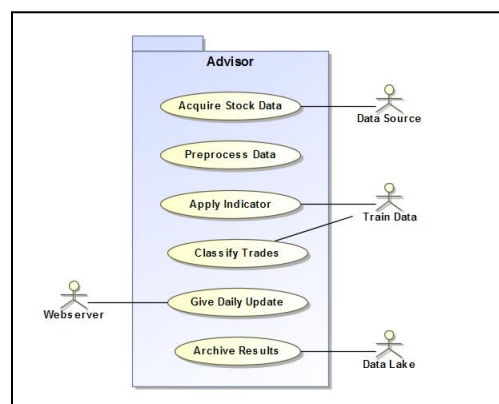 Advisor
Acquire Stock Data
Data Source
Preprocess Data
Apply Indicator
Train Data
Classify Trades
Webserver
Give Daily Update
Archive Results
Data Lake